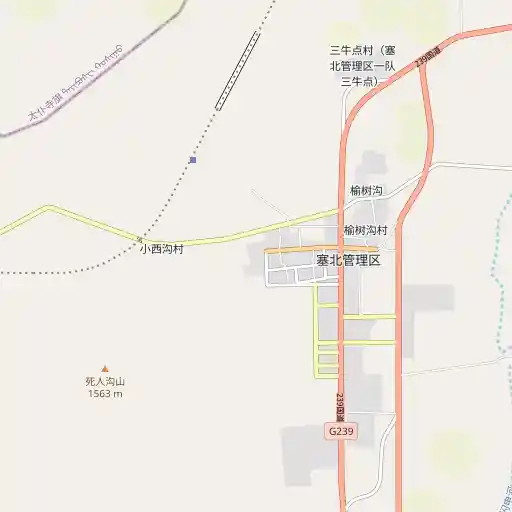 三牛点村（塞
北管理区一队
三牛点）
239国道
太仆寺旗
榆树沟
榆树沟村
小西沟村
塞北管理区
死人沟山
1563 m
239国道
G239